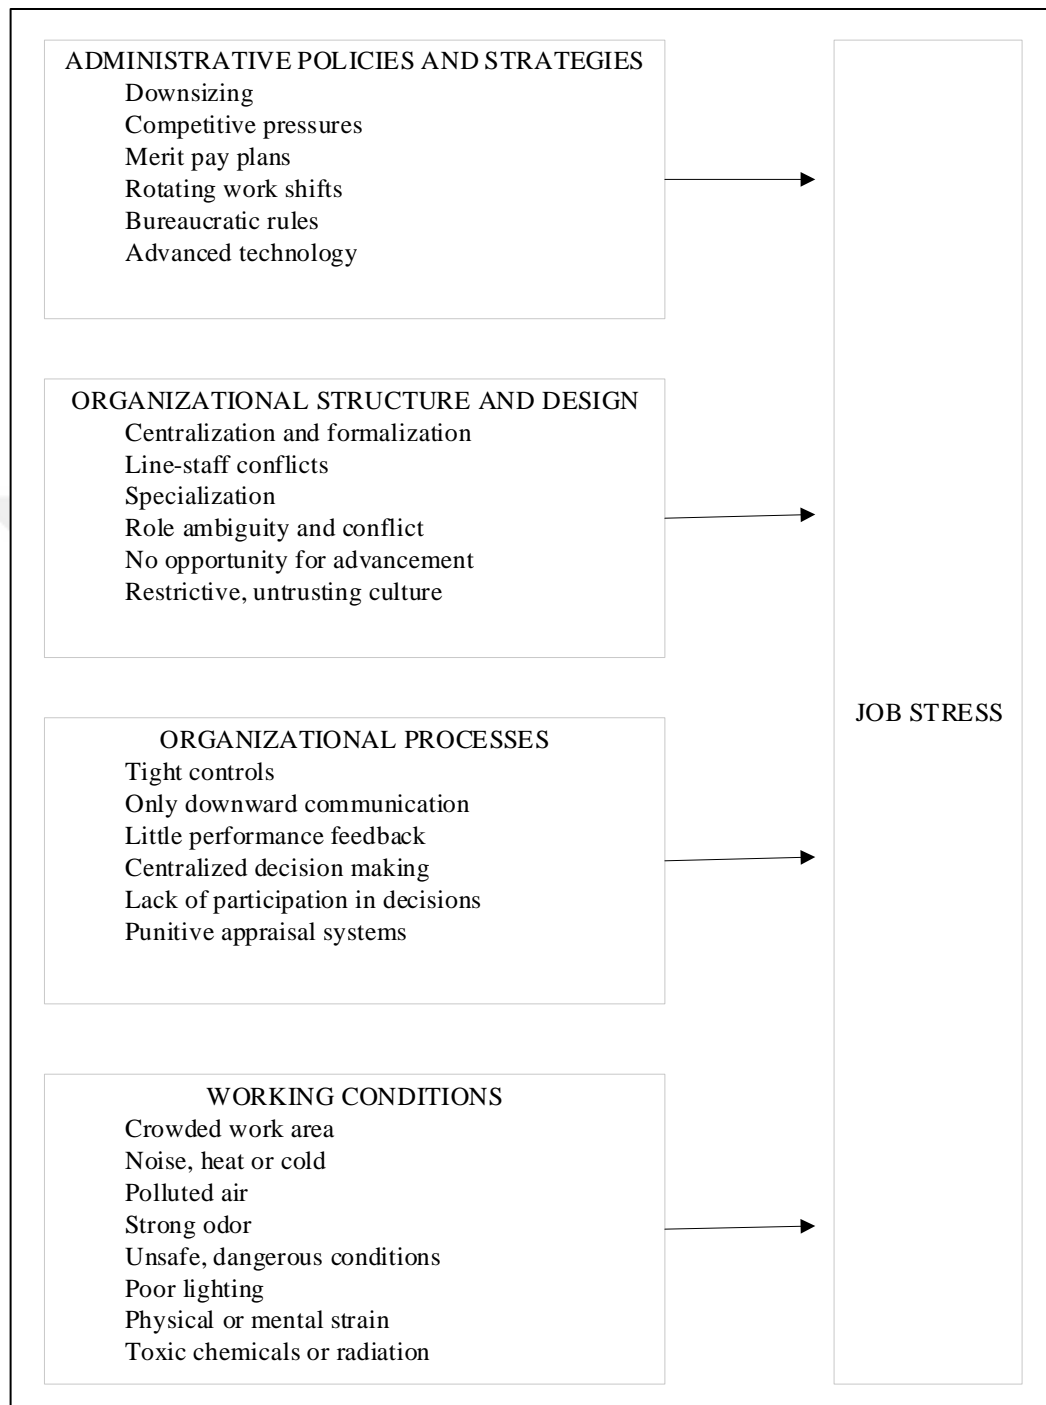 ADMINISTRATIVE POLICIES AND STRATEGIES
Downsizing
Competitive pressures
Merit pay plans
Rotating work shifts
Bureaucratic rules
Advanced technology
ORGANIZATIONAL STRUCTURE AND DESIGN
Centralization and formalization
Line-staff conflicts
Specialization
Role ambiguity and conflict
No opportunity for advancement
Restrictive, untrusting culture
ORGANIZATIONAL PROCESSES
Tight controls
Only downward communication
Little performance feedback
Centralized decision making
Lack of participation in decisions
Punitive appraisal systems
WORKING CONDITIONS
Crowded work area
Noise, heat or cold
Polluted air
Strong odor
Unsafe, dangerous conditions
Poor lighting
Physical or mental strain
Toxic chemicals or radiation
JOB STRESS